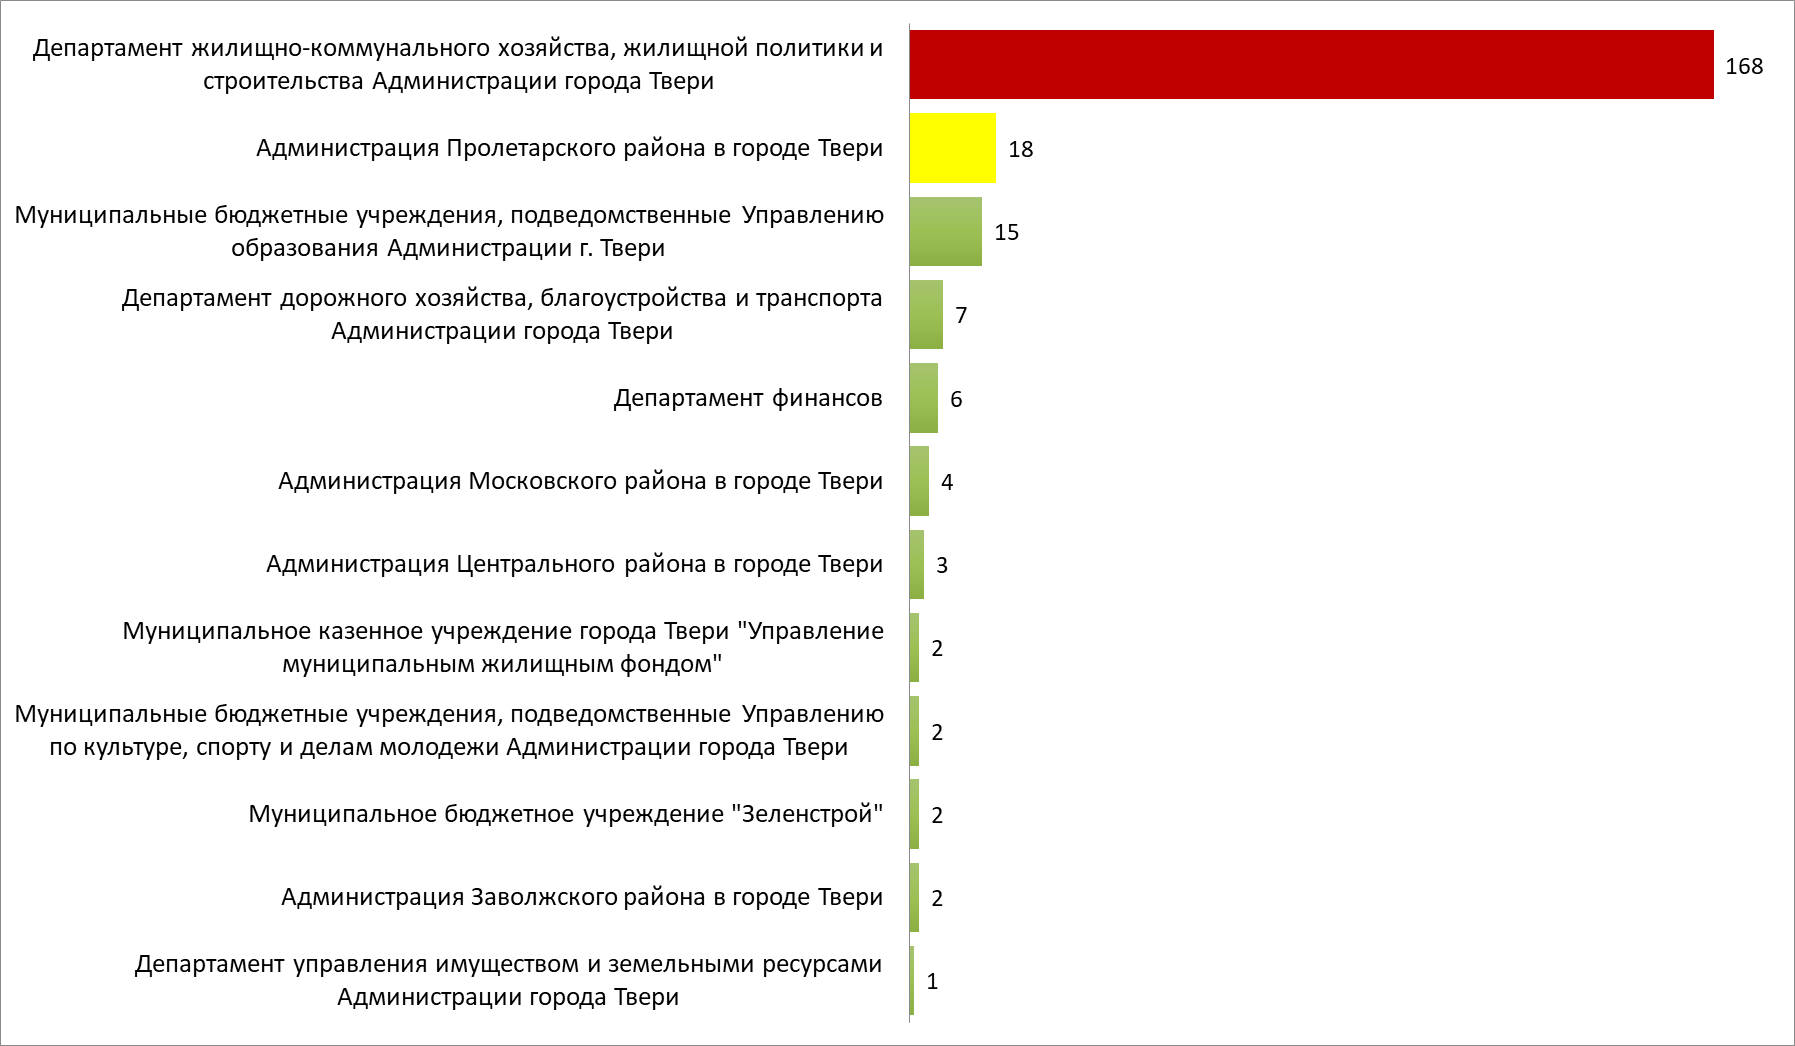 Департамент жилищно-коммунального хозяйства, жилищной политики и
строительства Администрации города Твери
168
Администрация Пролетарского района в городе Твери
18
Муниципальные бюджетные учреждения, подведомственные Управлению
образования Администрации г. Твери
15
Департамент дорожного хозяйства, благоустройства и транспорта
Администрации города Твери
7
Департамент финансов
6
Администрация Московского района в городе Твери
4
Администрация Центрального района в городе Твери
3
Муниципальное казенное учреждение города Твери "Управление
муниципальным жилищным фондом"
2
Муниципальные бюджетные учреждения, подведомственные Управлению
по культуре, спорту и делам молодежи Администрации города Твери
2
Муниципальное бюджетное учреждение "Зеленстрой"
2
Администрация Заволжского района в городе Твери
2
Департамент управления имуществом и земельными ресурсами
Администрации города Твери
1